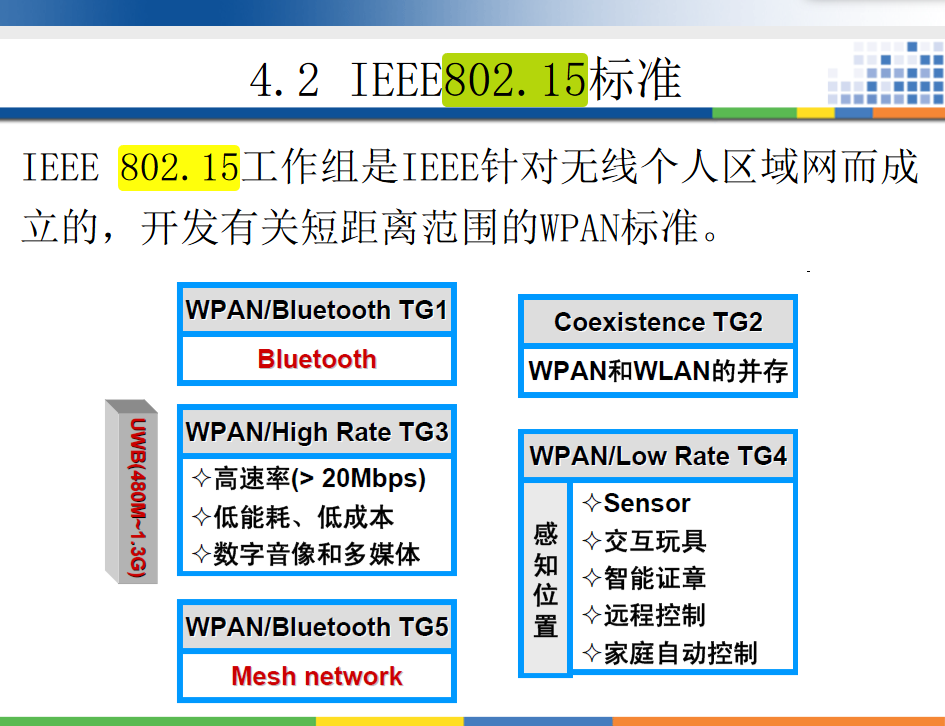 4.2 IEEE802.15标准
IEEE 802.15工作组是IEEE针对无线个人区域网而成
立的，开发有关短距离范围的WPAN标准。
WPAN/Bluetooth TG1
Bluetooth
Coexistence TG2
WPAN和WLAN的并存
UWB(480M~1.3G)
WPAN/High Rate TG3
✧高速率(> 20Mbps)
✧低能耗、低成本
✧数字音像和多媒体
WPAN/Low Rate TG4
感知位置
✧Sensor
✧交互玩具
✧智能证章
✧远程控制
✧家庭自动控制
WPAN/Bluetooth TG5
Mesh network